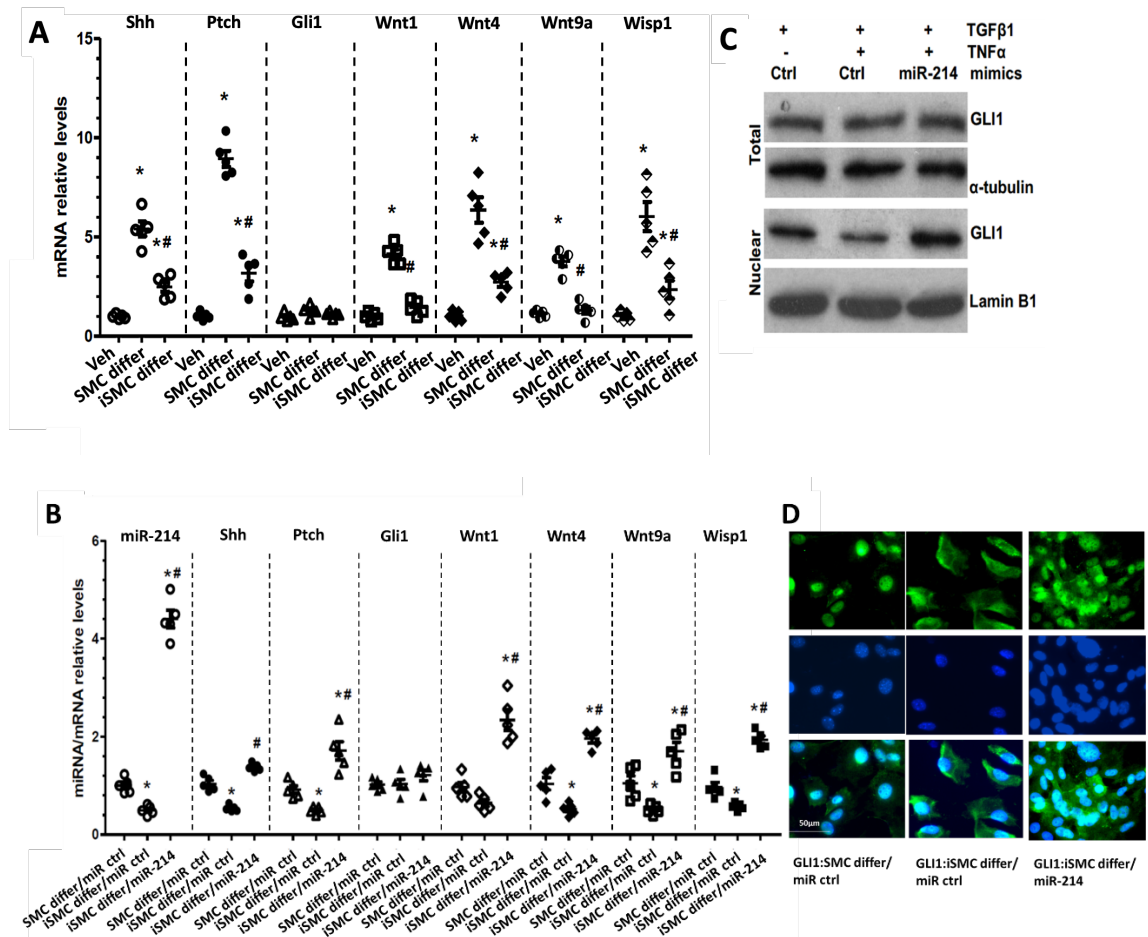 A
Shh Ptch Gli1 Wnt1 Wnt4 Wnt9a Wisp1
mRNA relative levels
15
10
5
0
* *# * *# * # * *# * # * *#
Veh SMC differ iSMC differ Veh SMC differ iSMC differ Veh SMC differ iSMC differ Veh SMC differ iSMC differ Veh SMC differ iSMC differ Veh SMC differ iSMC differ Veh SMC differ iSMC differ
C
+ + + TGFβ1
- + + TNFα
Ctrl Ctrl miR-214 mimics
Total
GLI1
α-tubulin
Nuclear
GLI1
Lamin B1
B
miR-214 Shh Ptch Gli1 Wnt1 Wnt4 Wnt9a Wisp1
miRNA/mRNA relative levels
6
4
2
0
* *# * # * *# *# * *# * *# * *#
SMC differ/miR ctrl iSMC differ/miR ctrl iSMC differ/miR-214 SMC differ/miR ctrl iSMC differ/miR ctrl iSMC differ/miR-214 SMC differ/miR ctrl iSMC differ/miR ctrl iSMC differ/miR-214 SMC differ/miR ctrl iSMC differ/miR ctrl iSMC differ/miR-214 SMC differ/miR ctrl iSMC differ/miR ctrl iSMC differ/miR-214 SMC differ/miR ctrl iSMC differ/miR ctrl iSMC differ/miR-214 SMC differ/miR ctrl iSMC differ/miR ctrl iSMC differ/miR-214 SMC differ/miR ctrl iSMC differ/miR ctrl iSMC differ/miR-214
D
50μm
GLI1:SMC differ/ GLI1:iSMC differ/ GLI1:iSMC differ/
miR ctrl miR ctrl miR-214